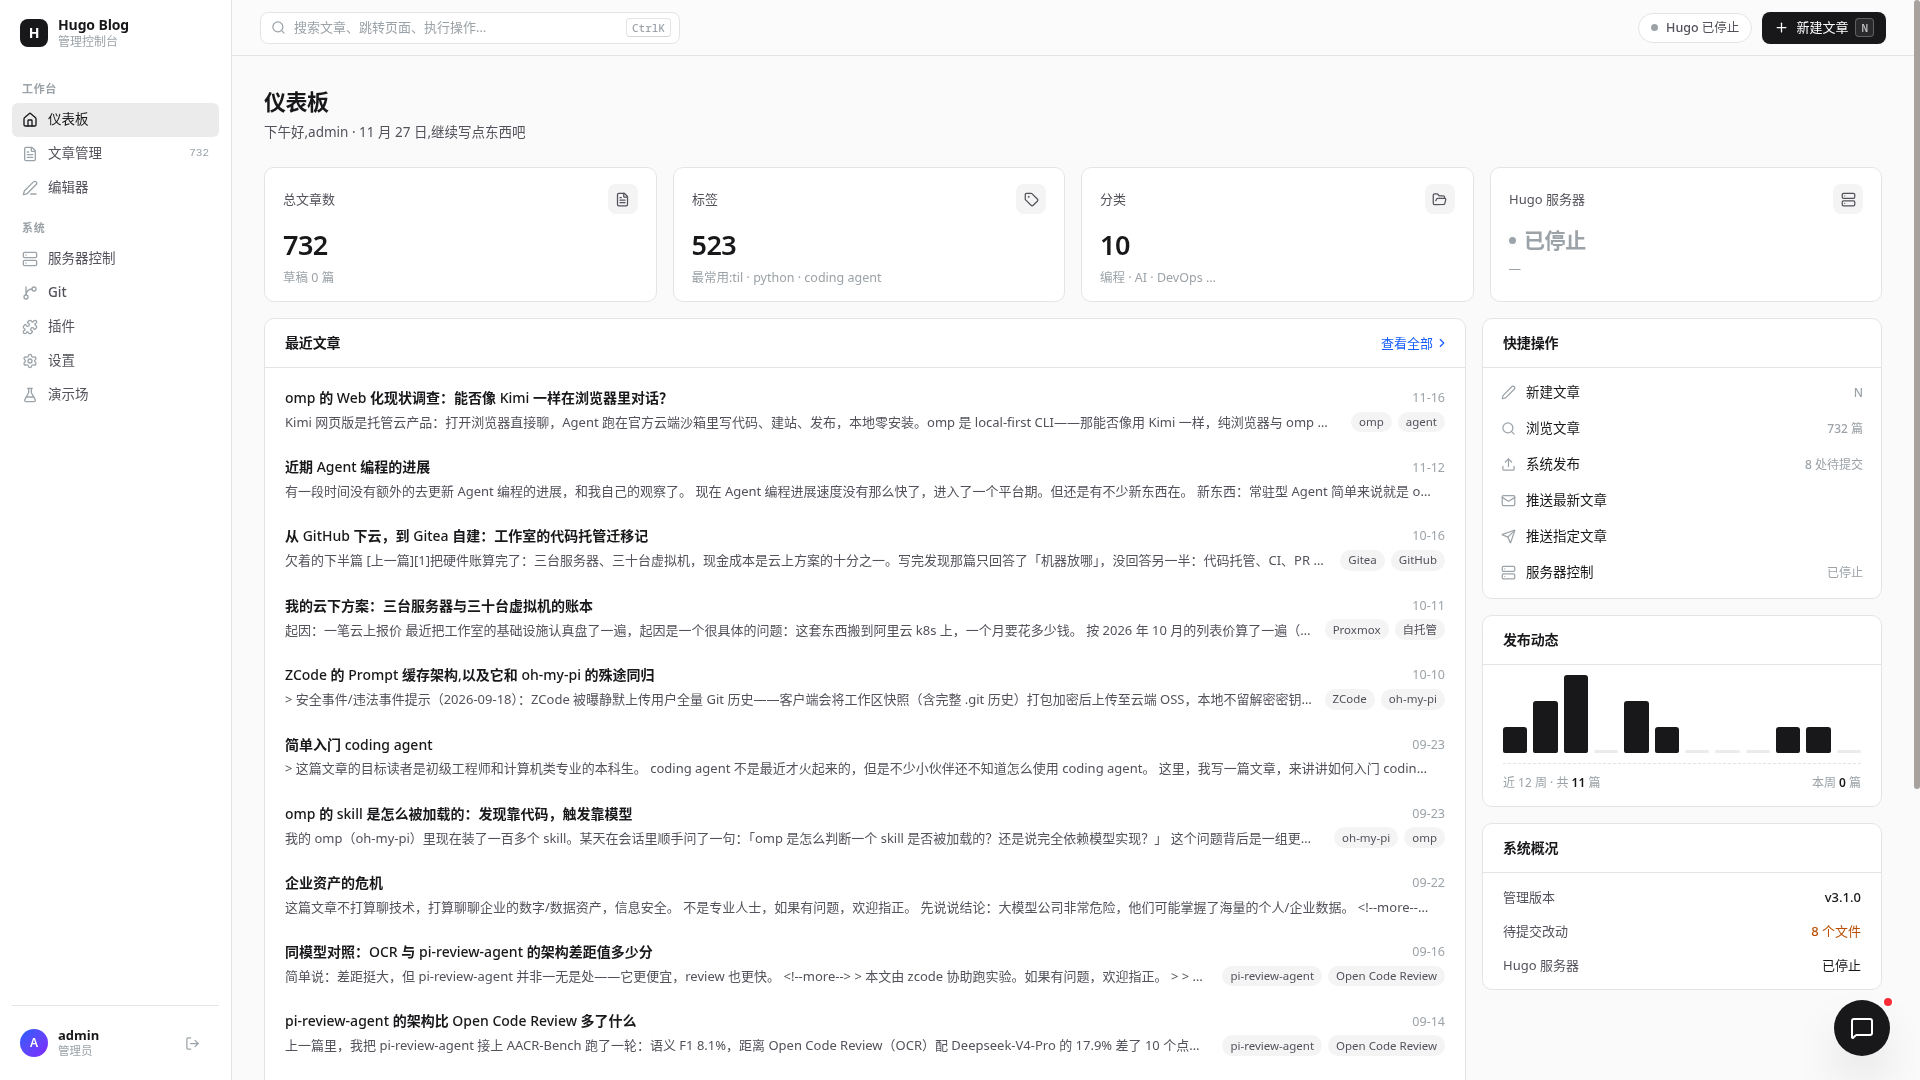 H
Hugo Blog
管理控制台
工作台
仪表板
文章管理 732
编辑器
系统
服务器控制
Git
插件
设置
演示场
A
admin
管理员
搜索文章、跳转页面、执行操作... CtrlK
Hugo 已停止
新建文章 N
仪表板
下午好,admin · 11 月 27 日,继续写点东西吧
总文章数
732
草稿 0 篇
标签
523
最常用:til · python · coding agent
分类
10
编程 · AI · DevOps ...
Hugo 服务器
已停止
—
最近文章 查看全部
omp 的 Web 化现状调查：能否像 Kimi 一样在浏览器里对话？ 11-16
Kimi 网页版是托管云产品：打开浏览器直接聊，Agent 跑在官方云端沙箱里写代码、建站、发布，本地零安装。omp 是 local-first CLI——那能否像用 Kimi 一样，纯浏览器与 omp ... omp agent
近期 Agent 编程的进展 11-12
有一段时间没有额外的去更新 Agent 编程的进展，和我自己的观察了。 现在 Agent 编程进展速度没有那么快了，进入了一个平台期。但还是有不少新东西在。 新东西：常驻型 Agent 简单来说就是 o...
从 GitHub 下云，到 Gitea 自建：工作室的代码托管迁移记 10-16
欠着的下半篇 [上一篇][1]把硬件账算完了：三台服务器、三十台虚拟机，现金成本是云上方案的十分之一。写完发现那篇只回答了「机器放哪」，没回答另一半：代码托管、CI、PR ... Gitea GitHub
我的云下方案：三台服务器与三十台虚拟机的账本 10-11
起因：一笔云上报价 最近把工作室的基础设施认真盘了一遍，起因是一个很具体的问题：这套东西搬到阿里云 k8s 上，一个月要花多少钱。 按 2026 年 10 月的列表价算了一遍（... Proxmox 自托管
ZCode 的 Prompt 缓存架构,以及它和 oh-my-pi 的殊途同归 10-10
> 安全事件/违法事件提示（2026-09-18）：ZCode 被曝静默上传用户全量 Git 历史——客户端会将工作区快照（含完整 .git 历史）打包加密后上传至云端 OSS，本地不留解密密钥... ZCode oh-my-pi
简单入门 coding agent 09-23
> 这篇文章的目标读者是初级工程师和计算机类专业的本科生。 coding agent 不是最近才火起来的，但是不少小伙伴还不知道怎么使用 coding agent。 这里，我写一篇文章，来讲讲如何入门 codin...
omp 的 skill 是怎么被加载的：发现靠代码，触发靠模型 09-23
我的 omp（oh-my-pi）里现在装了一百多个 skill。某天在会话里顺手问了一句：「omp 是怎么判断一个 skill 是否被加载的？还是说完全依赖模型实现？」 这个问题背后是一组更... oh-my-pi omp
企业资产的危机 09-22
这篇文章不打算聊技术，打算聊聊企业的数字/数据资产，信息安全。 不是专业人士，如果有问题，欢迎指正。 先说说结论：大模型公司非常危险，他们可能掌握了海量的个人/企业数据。 <!--more--...
同模型对照：OCR 与 pi-review-agent 的架构差距值多少分 09-16
简单说：差距挺大，但 pi-review-agent 并非一无是处——它更便宜，review 也更快。 <!--more--> > 本文由 zcode 协助跑实验。如果有问题，欢迎指正。 > > ... pi-review-agent Open Code Review
pi-review-agent 的架构比 Open Code Review 多了什么 09-14
上一篇里，我把 pi-review-agent 接上 AACR-Bench 跑了一轮：语义 F1 8.1%，距离 Open Code Review（OCR）配 Deepseek-V4-Pro 的 17.9% 差了 10 个点... pi-review-agent Open Code Review
快捷操作
新建文章 N
浏览文章 732 篇
系统发布 8 处待提交
推送最新文章
推送指定文章
服务器控制 已停止
发布动态
近 12 周 · 共 11 篇 本周 0 篇
系统概况
管理版本 v3.1.0
待提交改动 8 个文件
Hugo 服务器 已停止